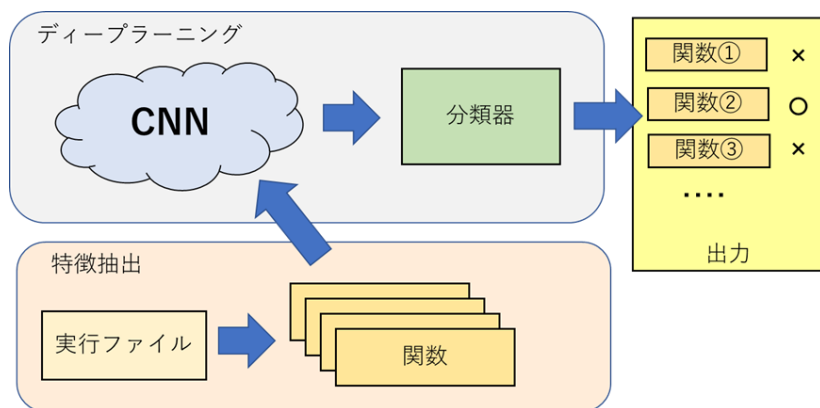 ディープラーニング
CNN
分類器
関数① ×
関数② ○
関数③ ×
････
出力
特徴抽出
実行ファイル
関数